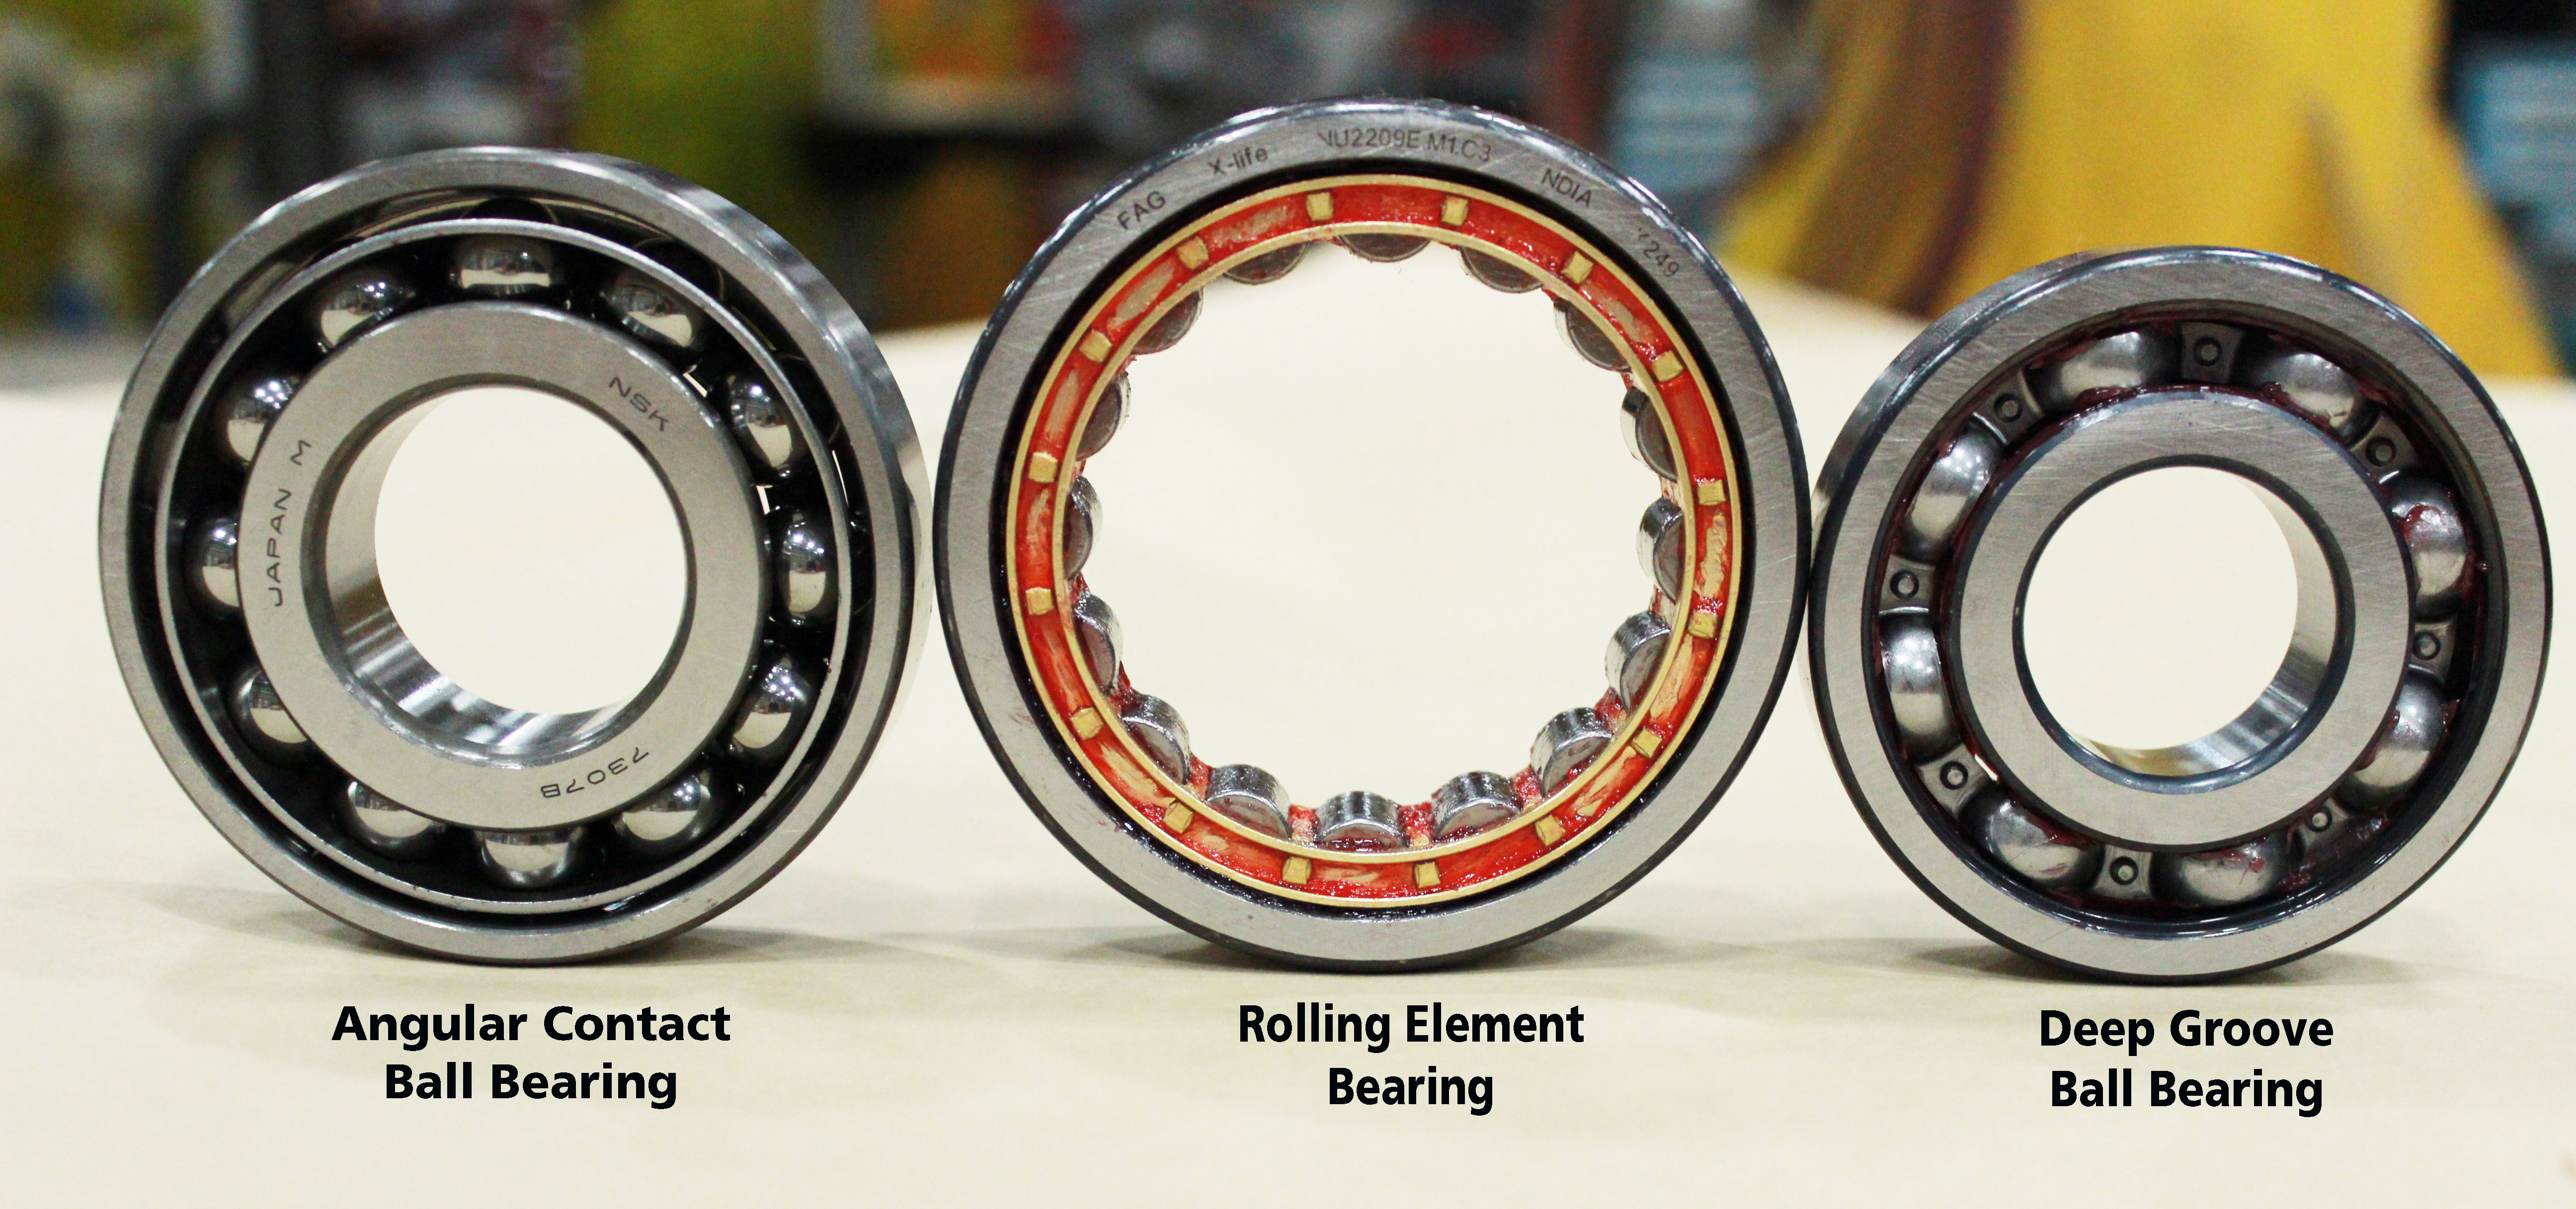 NSK
JAPAN M
7307B
FAG X-life NU2209E.M1.C3 NDIA
249
Angular Contact
Ball Bearing
Rolling Element
Bearing
Deep Groove
Ball Bearing